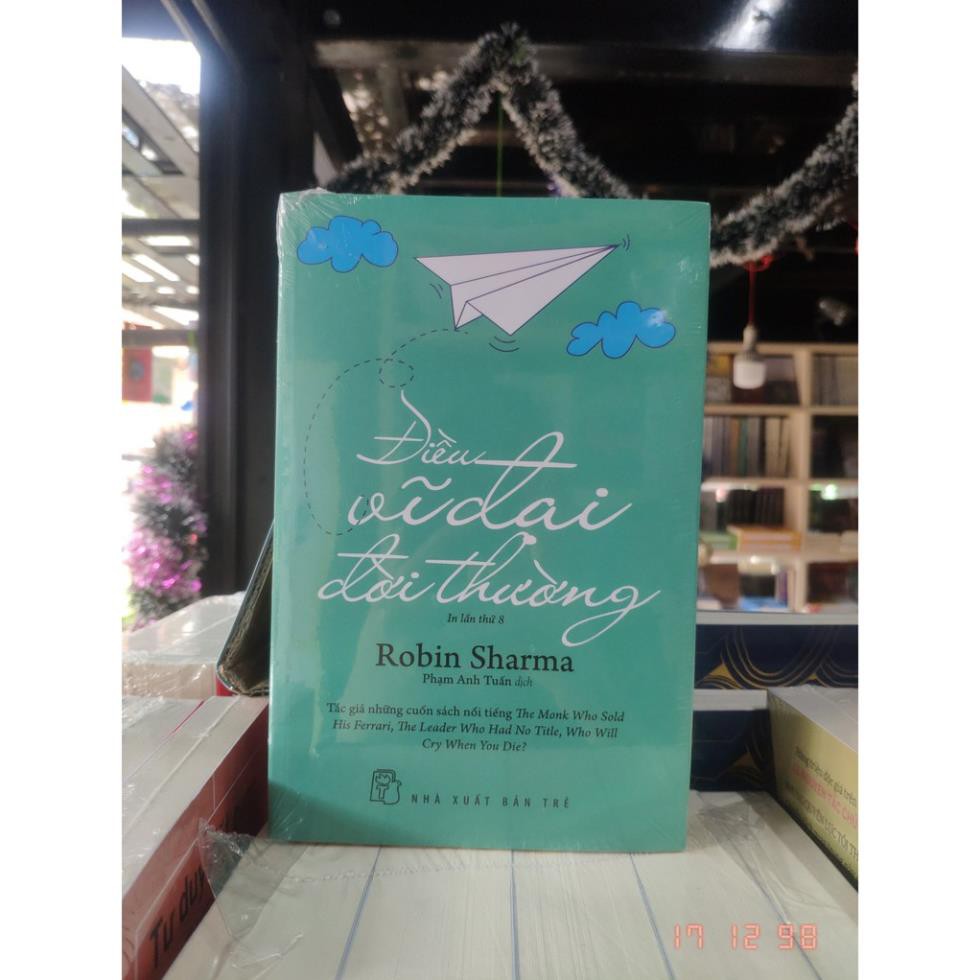 Điều
vĩ đại
đời thường
In lần thứ 8
Robin Sharma
Phạm Anh Tuấn dịch
Tác giả những cuốn sách nổi tiếng The Monk Who Sold
His Ferrari, The Leader Who Had No Title, Who Will
Cry When You Die?
NHÀ XUẤT BẢN TRẺ
Tư duy
17 12 98